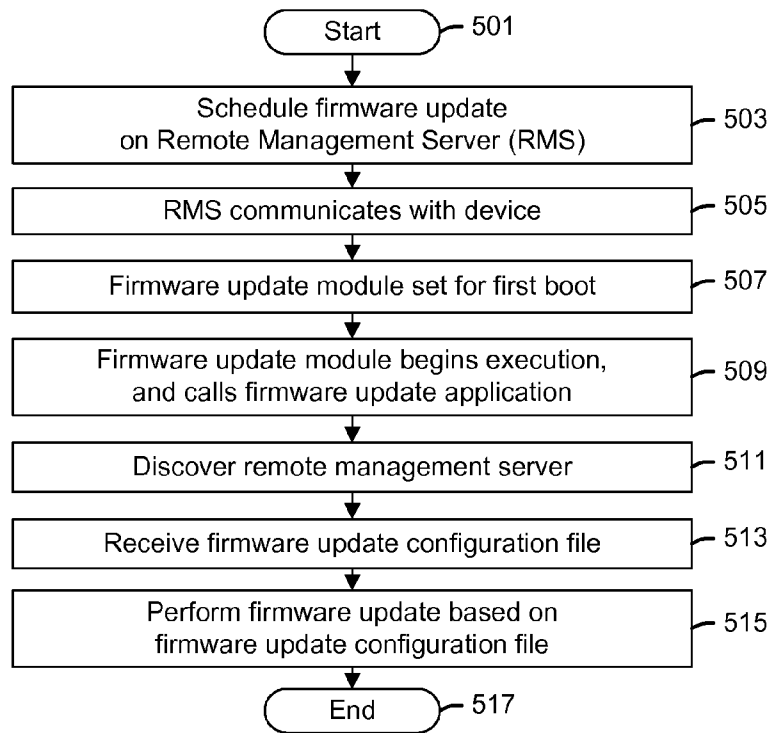 Start
501
Schedule firmware update
on Remote Management Server (RMS)
503
RMS communicates with device
505
Firmware update module set for first boot
507
Firmware update module begins execution,
and calls firmware update application
509
Discover remote management server
511
Receive firmware update configuration file
513
Perform firmware update based on
firmware update configuration file
515
End
517